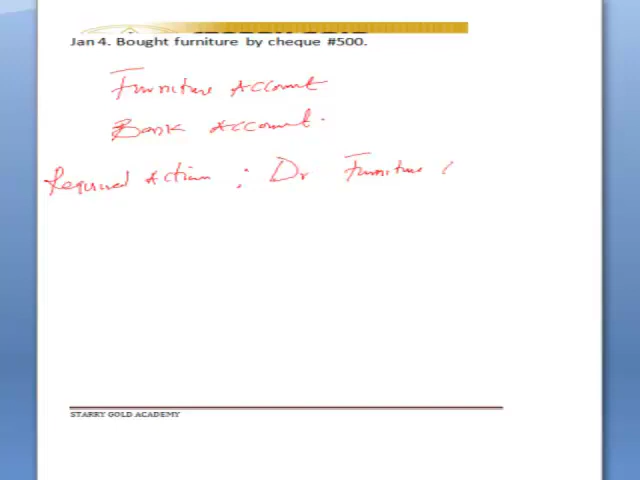 Jan 4. Bought furniture by cheque #500.
Furniture Account
Bank Account.
Required Action : Dr Furniture
STARRY GOLD ACADEMY